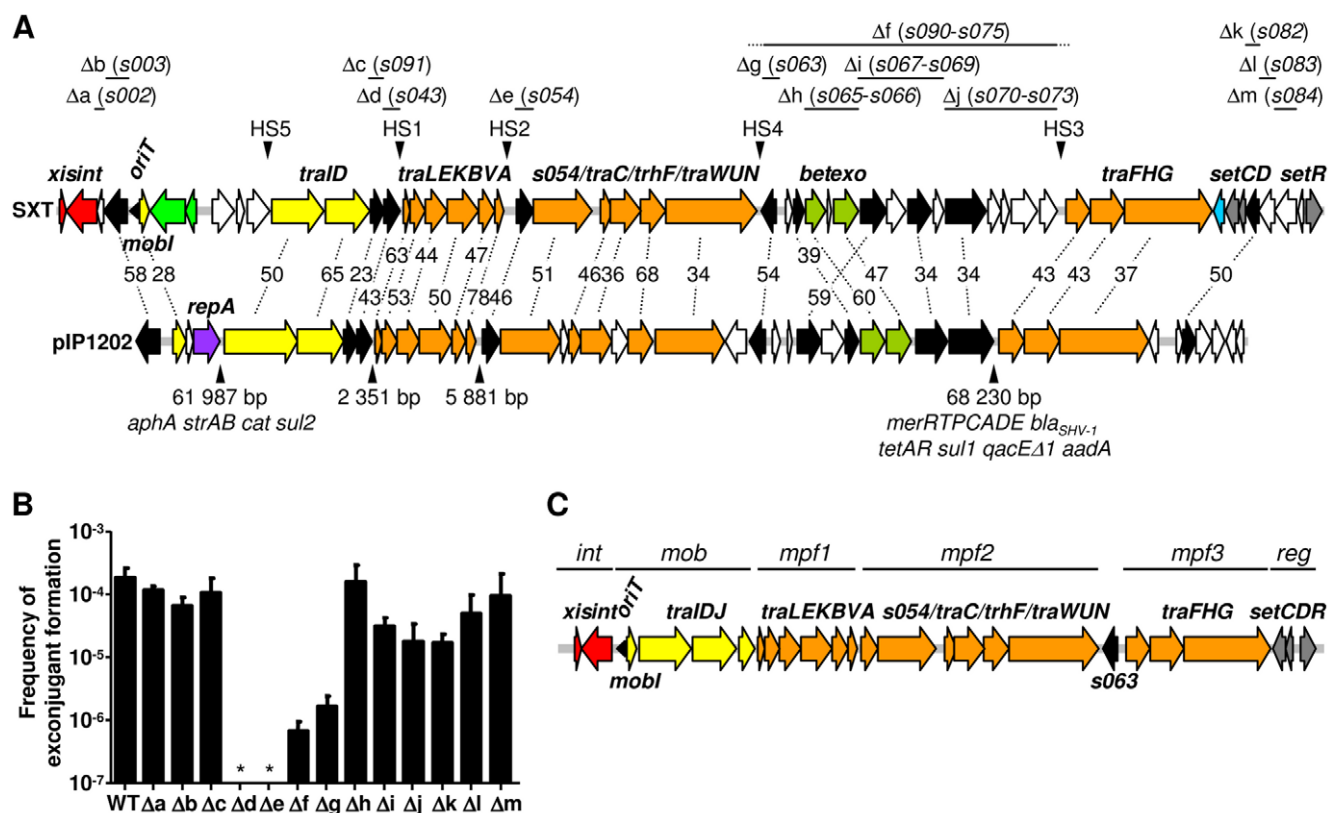 A
Δf (s090-s075)
Δk (s082)
Δb (s003)
Δc (s091)
Δg (s063)
Δi (s067-s069)
Δl (s083)
Δa (s002)
Δd (s043)
Δe (s054)
Δh (s065-s066)
Δj (s070-s073)
Δm (s084)
HS5
HS1
HS2
HS4
HS3
xisint
oriT
traID
traLEKBVA
s054/traC/trhF/traWUN
betexo
traFHG
setCD
setR
SXT
mobI
58
28
50
65
23
43
63
53
44
50
47
78
46
51
46
36
68
34
54
39
59
60
47
34
34
43
43
37
50
repA
pIP1202
61 987 bp
2 351 bp
5 881 bp
68 230 bp
aphA strAB cat sul2
merRTPCADE blaSHV-1
tetAR sul1 qacEΔ1 aadA
B
Frequency of
exconjugant formation
10-3
10-4
10-5
10-6
10-7
* *
WT Δa Δb Δc Δd Δe Δf Δg Δh Δi Δj Δk Δl Δm
C
int mob mpf1 mpf2 mpf3 reg
xisint
oriT
traIDJ
traLEKBVA
s054/traC/trhF/traWUN
traFHG
setCDR
mobI
s063